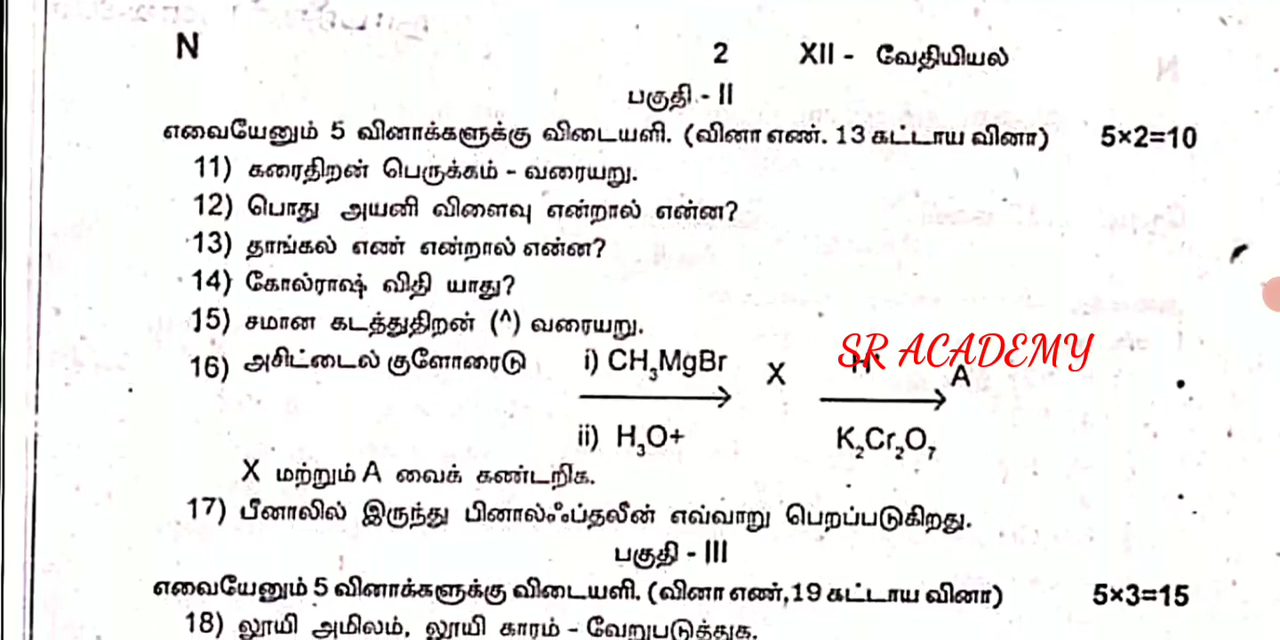 N 2 XII - வேதியியல்
பகுதி - II
எவையேனும் 5 வினாக்களுக்கு விடையளி. (வினா எண். 13 கட்டாய வினா) 5×2=10
11) கரைதிறன் பெருக்கம் - வரையறு.
12) பொது அயனி விளைவு என்றால் என்ன?
13) தாங்கல் எண் என்றால் என்ன?
14) கோல்ராஷ் விதி யாது?
15) சமான கடத்துதிறன் (^) வரையறு.
SR ACADEMY
16) அசிட்டைல் குளோரைடு i) CH₃MgBr X A
ii) H₃O+ K₂Cr₂O₇
X மற்றும் A வைக் கண்டறிக.
17) பீனாலில் இருந்து பினால்ஃப்தலீன் எவ்வாறு பெறப்படுகிறது.
பகுதி - III
எவையேனும் 5 வினாக்களுக்கு விடையளி. (வினா எண்,19 கட்டாய வினா) 5×3=15
18) லூயி அமிலம், லூயி காரம் - வேறுபடுத்துக.